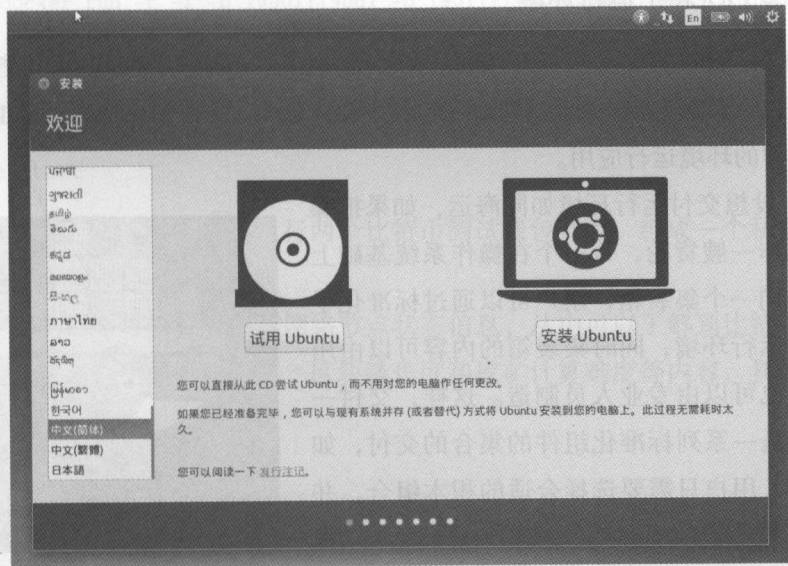 En
安装
欢迎
ਪੰਜਾਬੀ
ગુજરાતી
தமிழ்
తెలుగు
ಕನ್ನಡ
മലയാളം
සිංහල
ภาษาไทย
ລາວ
မြန်မာစာ
한국어
中文(简体)
中文(繁體)
日本語
试用 Ubuntu
安装 Ubuntu
您可以直接从此 CD 尝试 Ubuntu，而不用对您的电脑作任何更改。
如果您已经准备完毕，您可以与现有系统并存 (或者替代) 方式将 Ubuntu 安装到您的电脑上。此过程无需耗时太
久。
您可以阅读一下 发行注记。